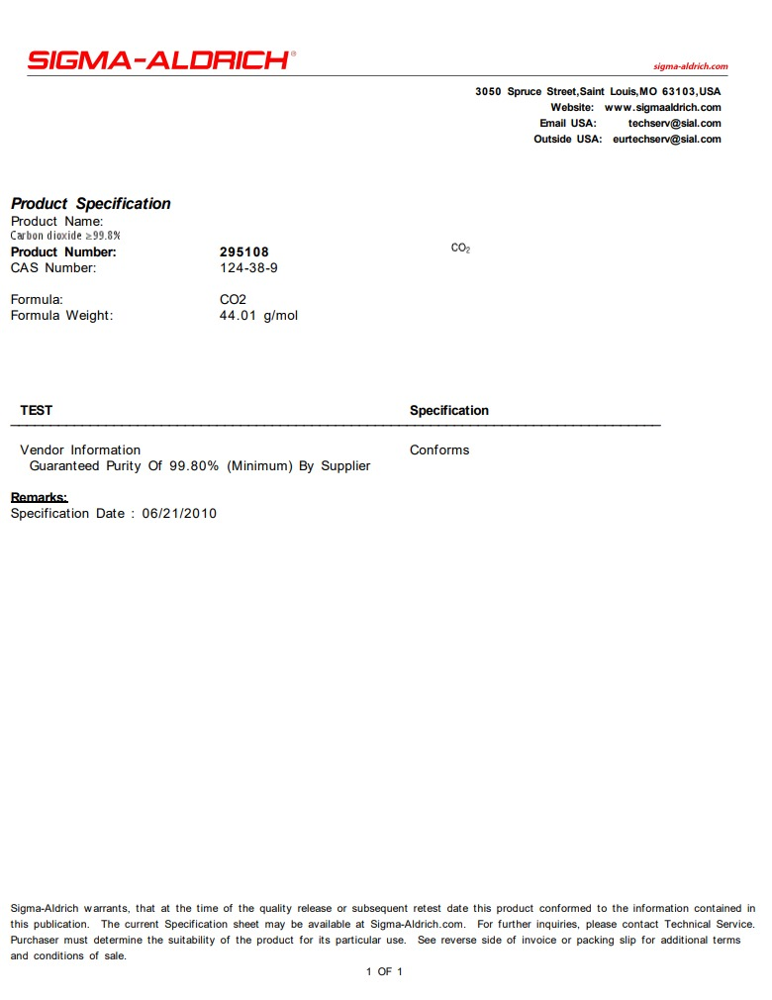 SIGMA-ALDRICH®
sigma-aldrich.com
3050 Spruce Street,Saint Louis,MO 63103,USA
Website: www.sigmaaldrich.com
Email USA: techserv@sial.com
Outside USA: eurtechserv@sial.com
Product Specification
Product Name:
Carbon dioxide ≥99.8%
Product Number: 295108
CO₂
CAS Number: 124-38-9
Formula: CO2
Formula Weight: 44.01 g/mol
TEST Specification
Vendor Information Conforms
Guaranteed Purity Of 99.80% (Minimum) By Supplier
Remarks:
Specification Date : 06/21/2010
Sigma-Aldrich warrants, that at the time of the quality release or subsequent retest date this product conformed to the information contained in
this publication. The current Specification sheet may be available at Sigma-Aldrich.com. For further inquiries, please contact Technical Service.
Purchaser must determine the suitability of the product for its particular use. See reverse side of invoice or packing slip for additional terms
and conditions of sale.
1 OF 1